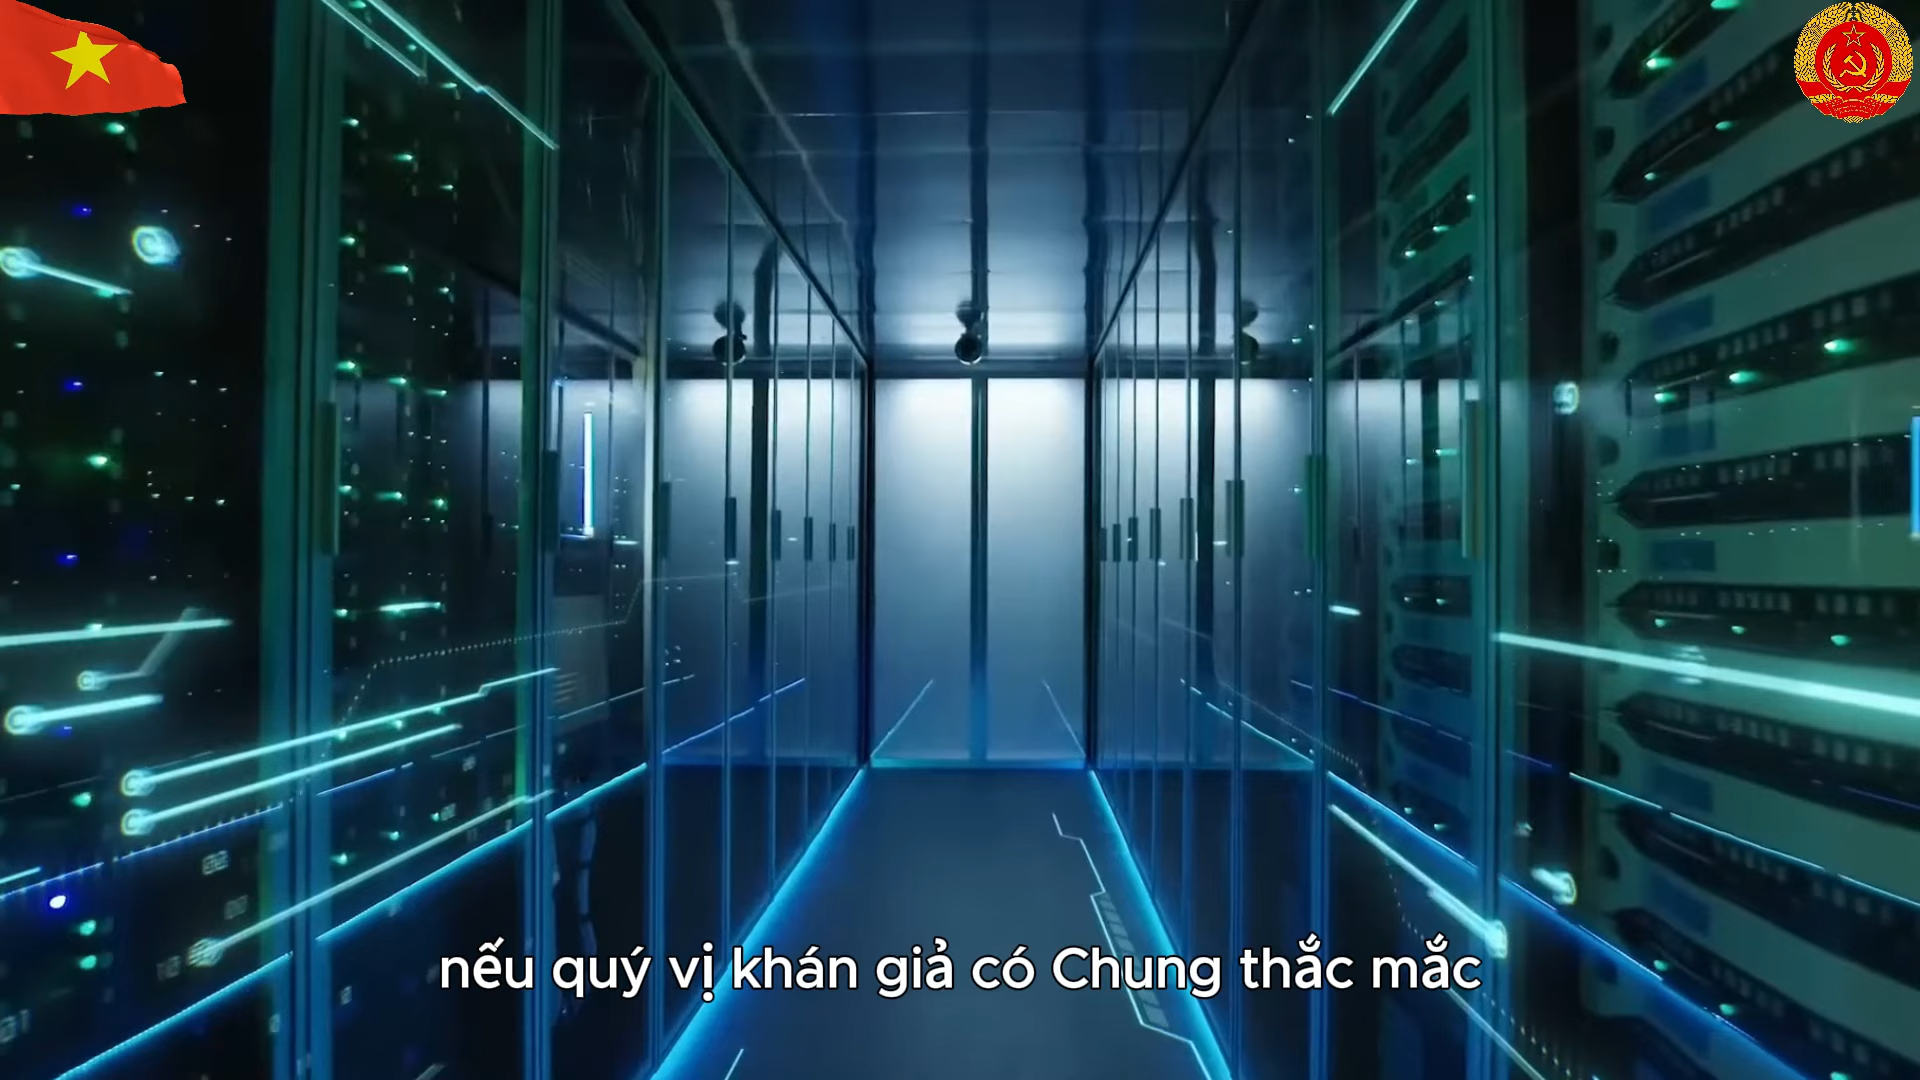 nếu quý vị khán giả có Chung thắc mắc